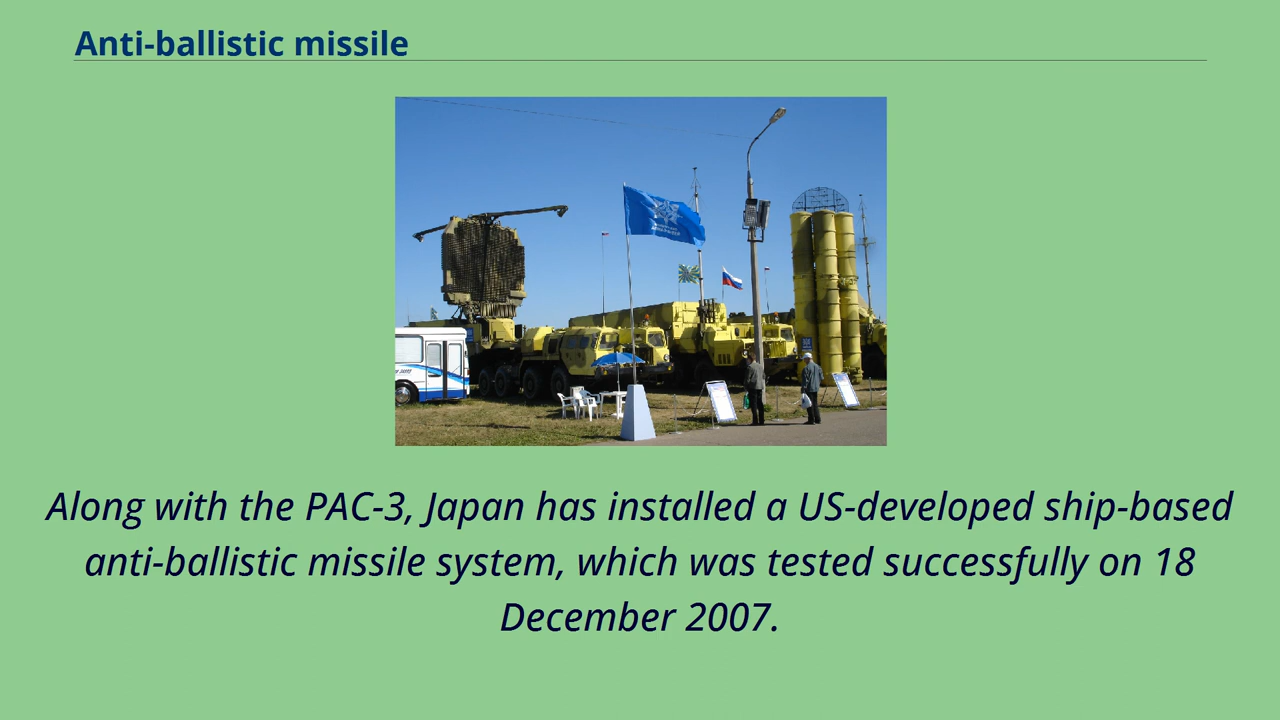 Anti-ballistic missile
Along with the PAC-3, Japan has installed a US-developed ship-based
anti-ballistic missile system, which was tested successfully on 18
December 2007.